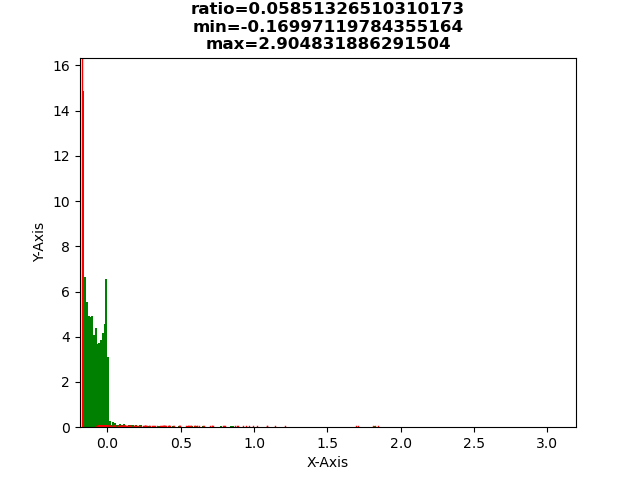 ratio=0.05851326510310173
min=-0.16997119784355164
max=2.904831886291504
16
14
12
10
8
6
4
2
0
Y-Axis
0.0 0.5 1.0 1.5 2.0 2.5 3.0
X-Axis